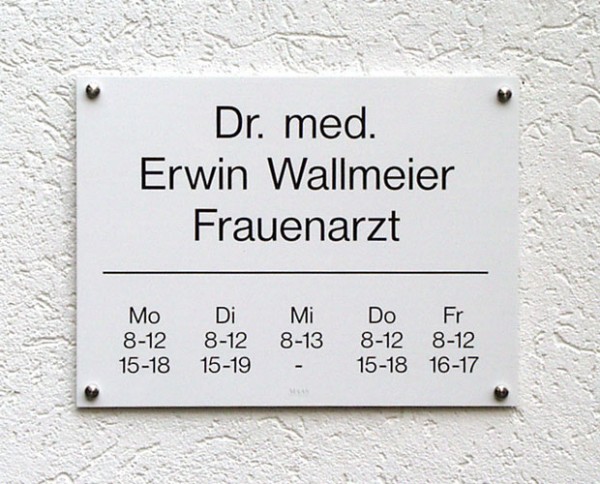 Dr. med.
Erwin Wallmeier
Frauenarzt
Mo Di Mi Do Fr
8-12 8-12 8-13 8-12 8-12
15-18 15-19 - 15-18 16-17